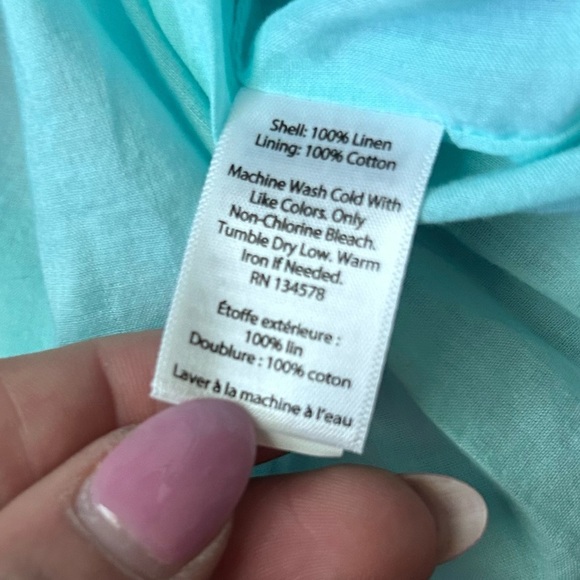 Shell: 100% Linen
Lining: 100% Cotton
Machine Wash Cold With
Like Colors. Only
Non-Chlorine Bleach.
Tumble Dry Low. Warm
Iron If Needed.
RN 134578
Étoffe extérieure :
100% lin
Doublure : 100% coton
Laver à la machine à l'eau